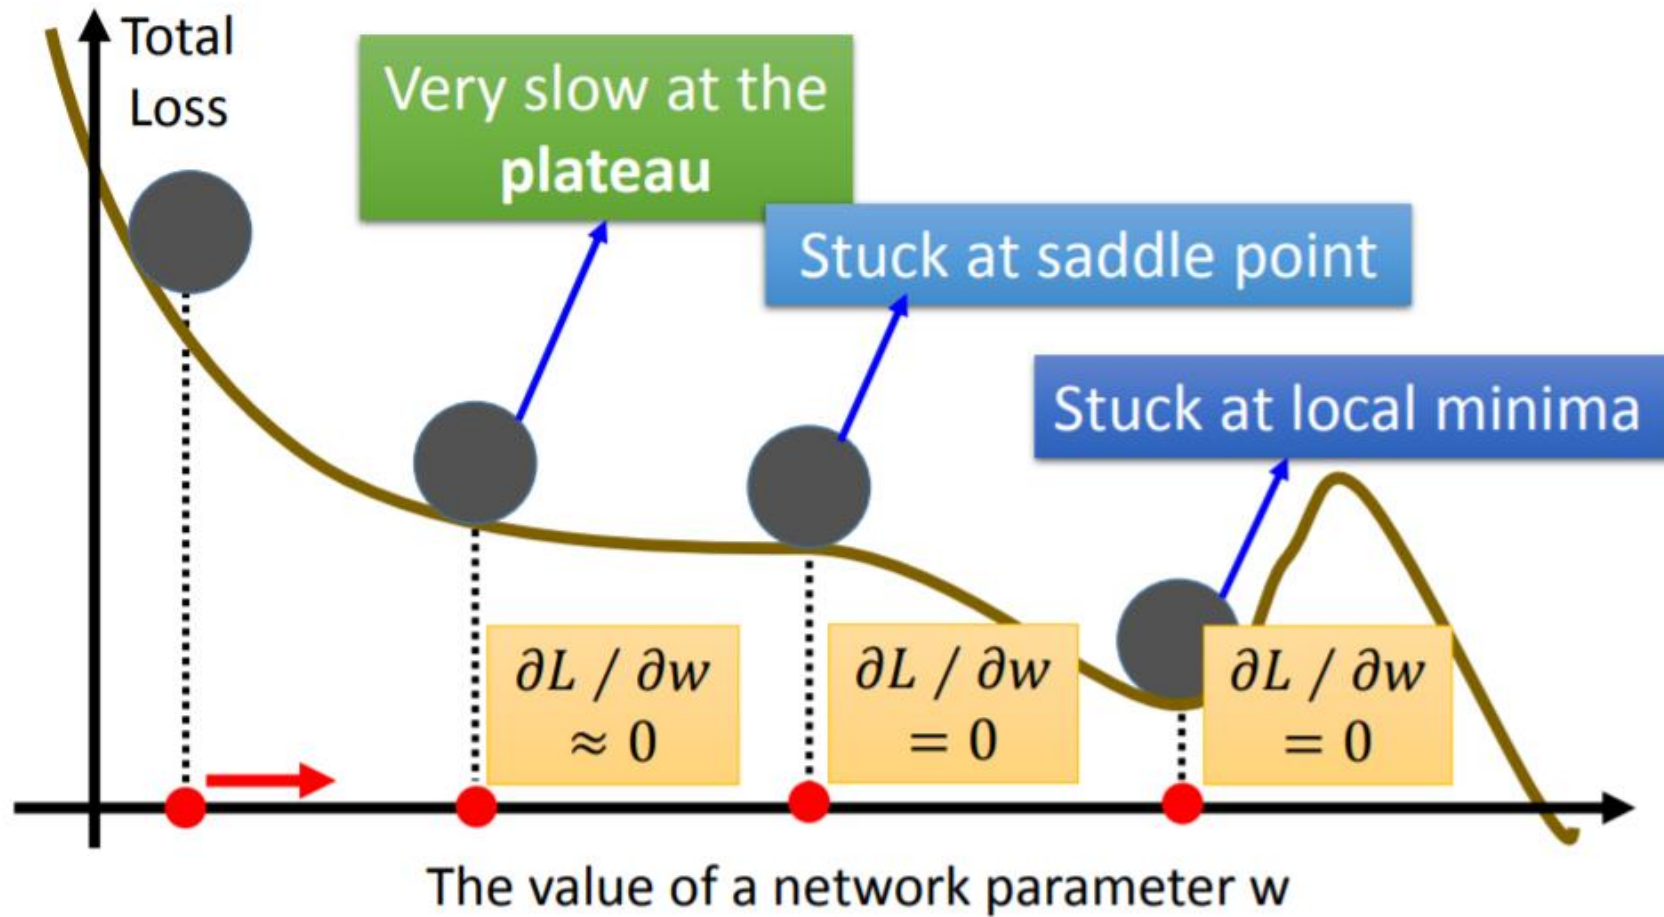 Total
Loss
Very slow at the
plateau
Stuck at saddle point
Stuck at local minima
∂L / ∂w
≈ 0
∂L / ∂w
= 0
∂L / ∂w
= 0
The value of a network parameter w